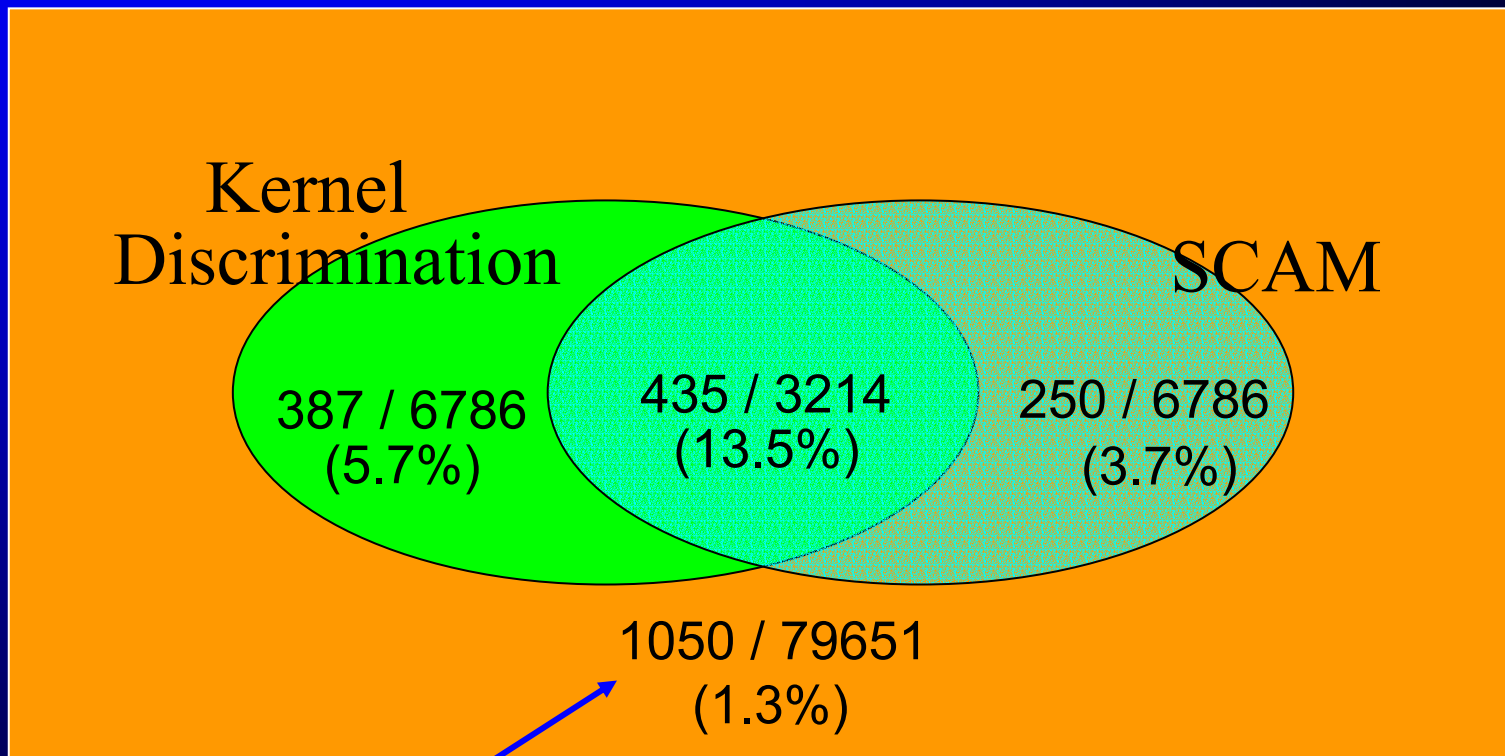 Kernel
Discrimination
SCAM
387 / 6786
(5.7%)
435 / 3214
(13.5%)
250 / 6786
(3.7%)
1050 / 79651
(1.3%)